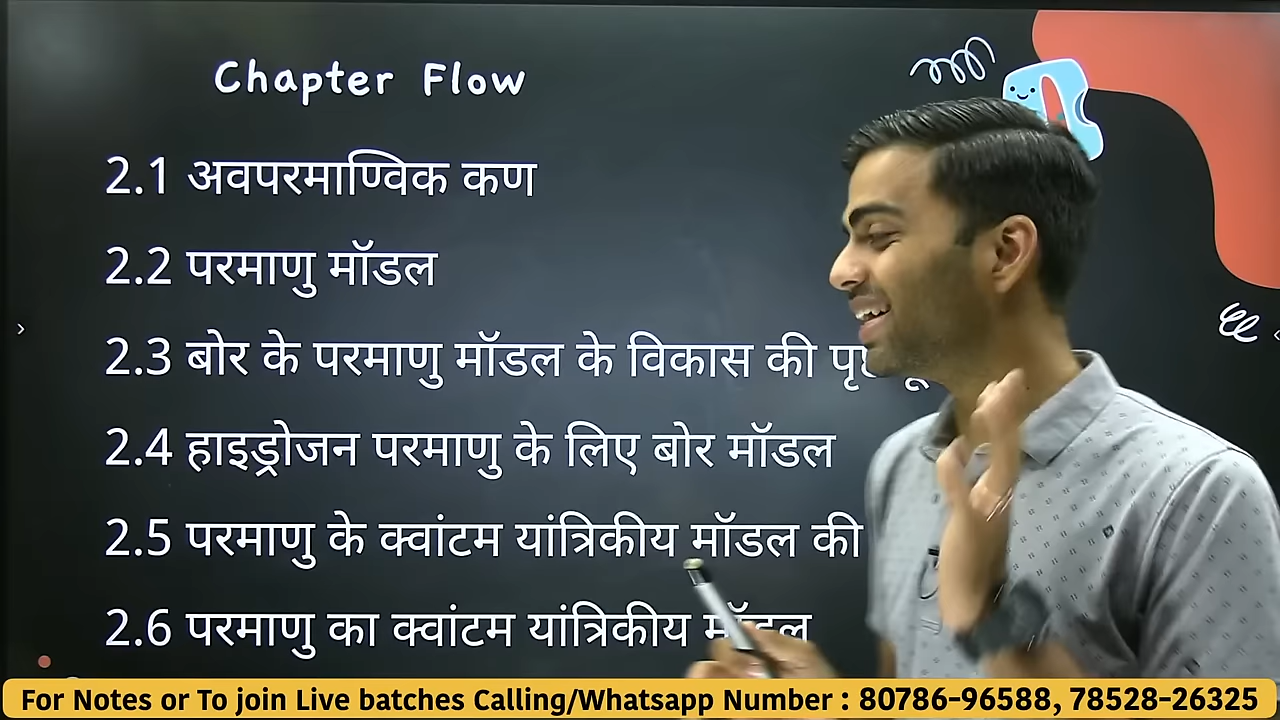 Chapter Flow
2.1 अवपरमाण्विक कण
2.2 परमाणु मॉडल
2.3 बोर के परमाणु मॉडल के विकास की
2.4 हाइड्रोजन परमाणु के लिए बोर मॉडल
2.5 परमाणु के क्वांटम यांत्रिकीय मॉडल की
2.6 परमाणु का क्वांटम यांत्रिकीय मॉडल
For Notes or To join Live batches Calling/Whatsapp Number : 80786-96588, 78528-26325